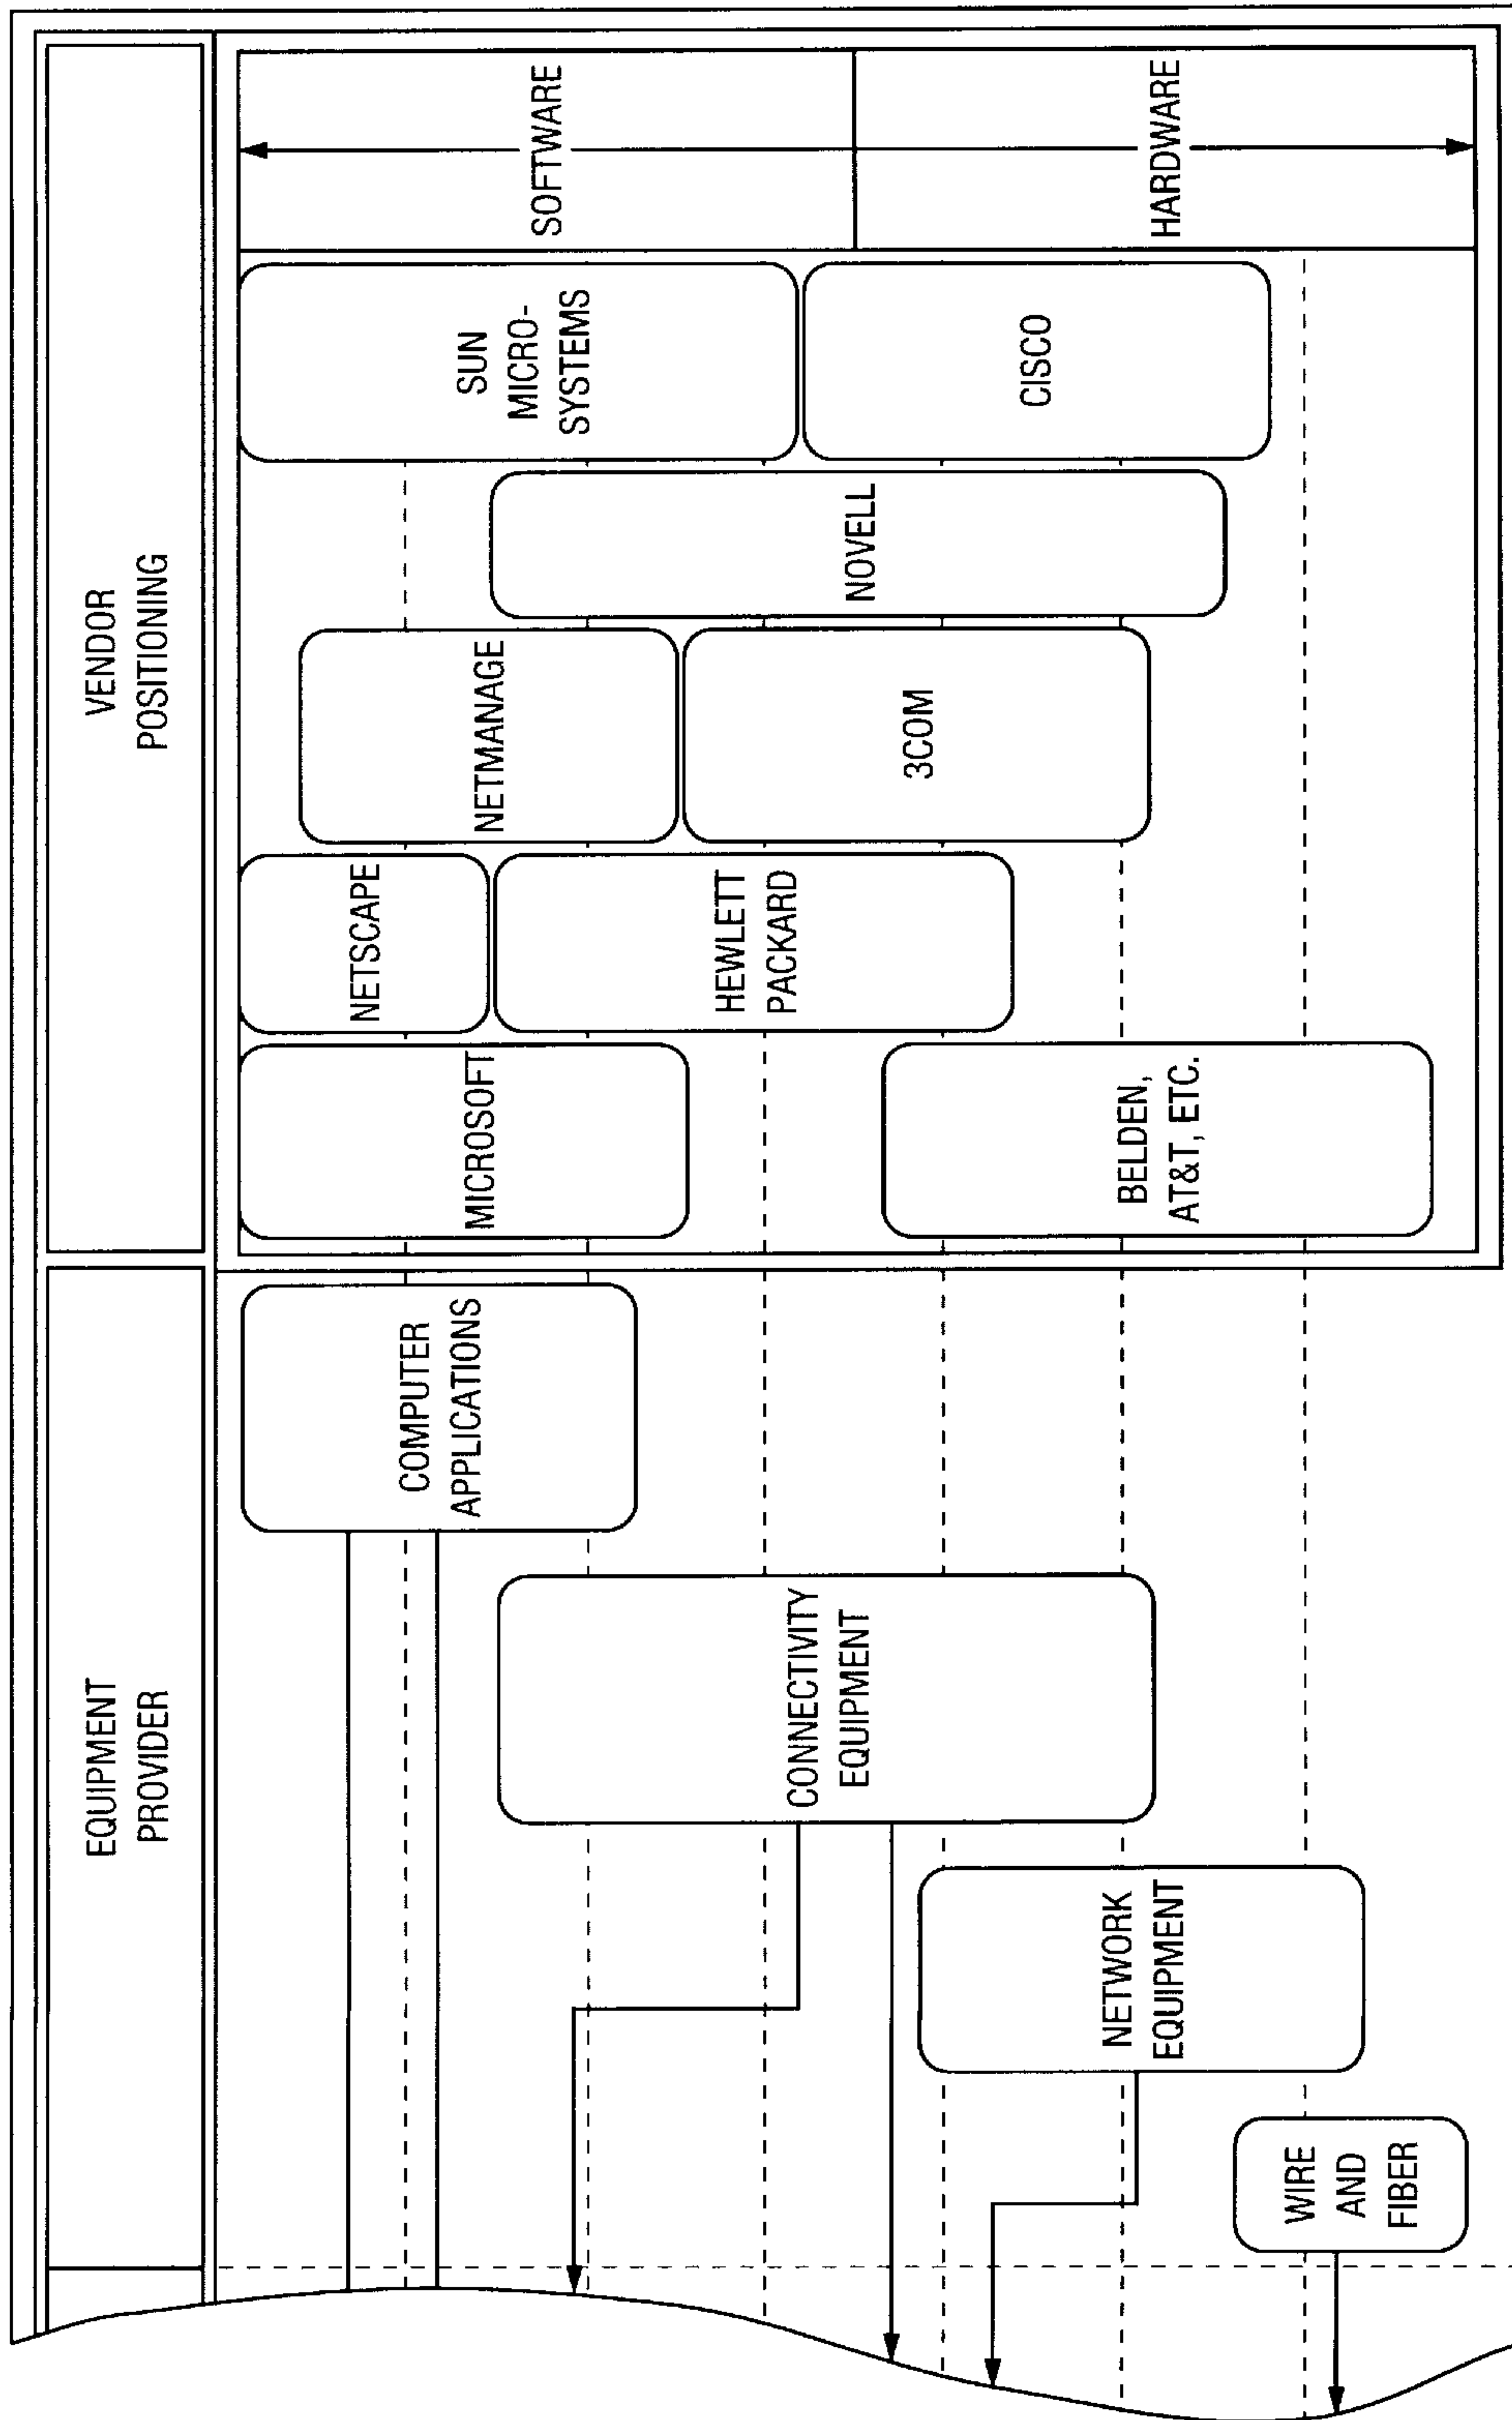 EQUIPMENT
PROVIDER
VENDOR
POSITIONING
WIRE
AND
FIBER
NETWORK
EQUIPMENT
CONNECTIVITY
EQUIPMENT
COMPUTER
APPLICATIONS
MICROSOFT
BELDEN,
AT&T, ETC.
NETSCAPE
HEWLETT
PACKARD
NETMANAGE
3COM
NOVELL
SUN
MICRO-
SYSTEMS
CISCO
SOFTWARE
HARDWARE